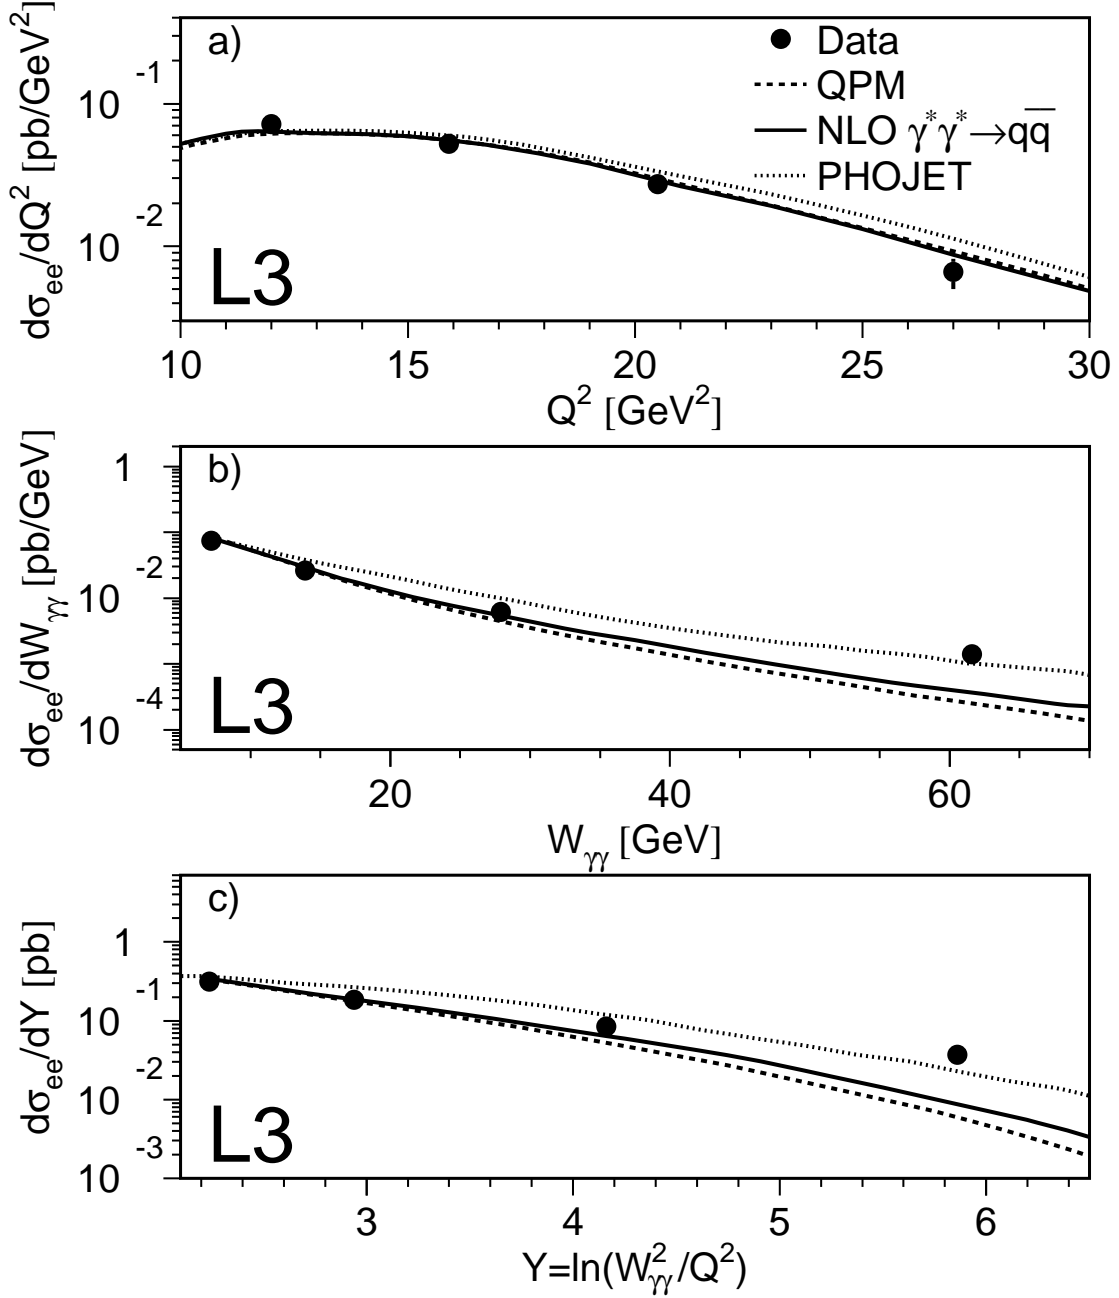 a)
Data
QPM
NLO γ*γ*→qq̅
PHOJET
L3
dσee/dQ² [pb/GeV²]
10⁻¹
10⁻²
10 15 20 25 30
Q² [GeV²]
b)
L3
dσee/dWγγ [pb/GeV]
1
10⁻²
10⁻⁴
20 40 60
Wγγ [GeV]
c)
L3
dσee/dY [pb]
1
10⁻¹
10⁻²
10⁻³
3 4 5 6
Y=ln(W²γγ/Q²)